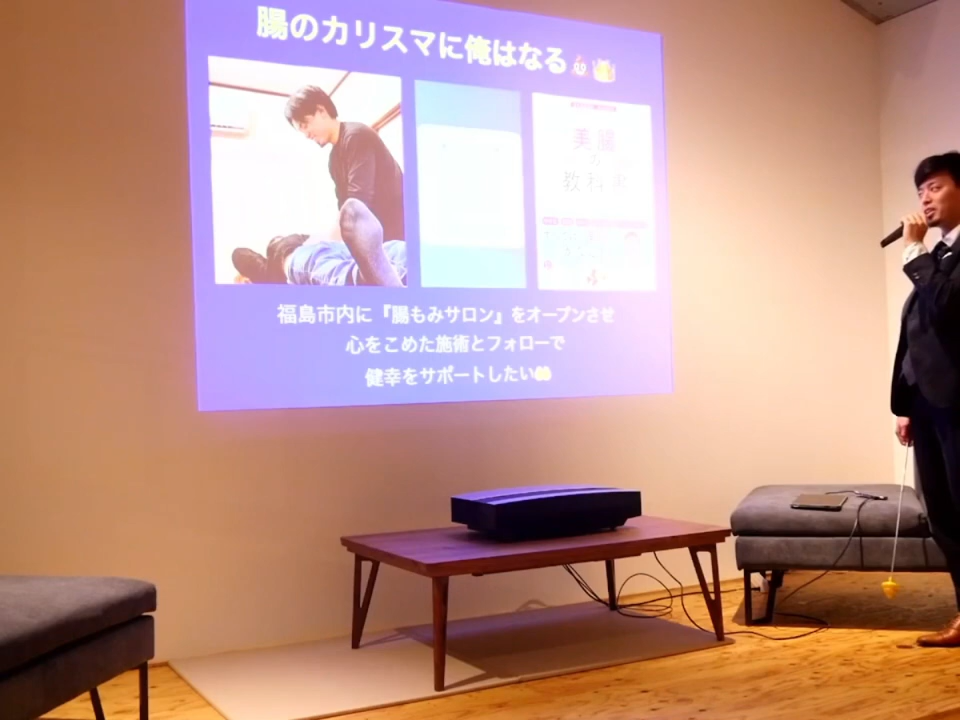 腸のカリスマに俺はなる
美腸
の
教科書
福島市内に『腸もみサロン』をオープンさせ
心をこめた施術とフォローで
健幸をサポートしたい